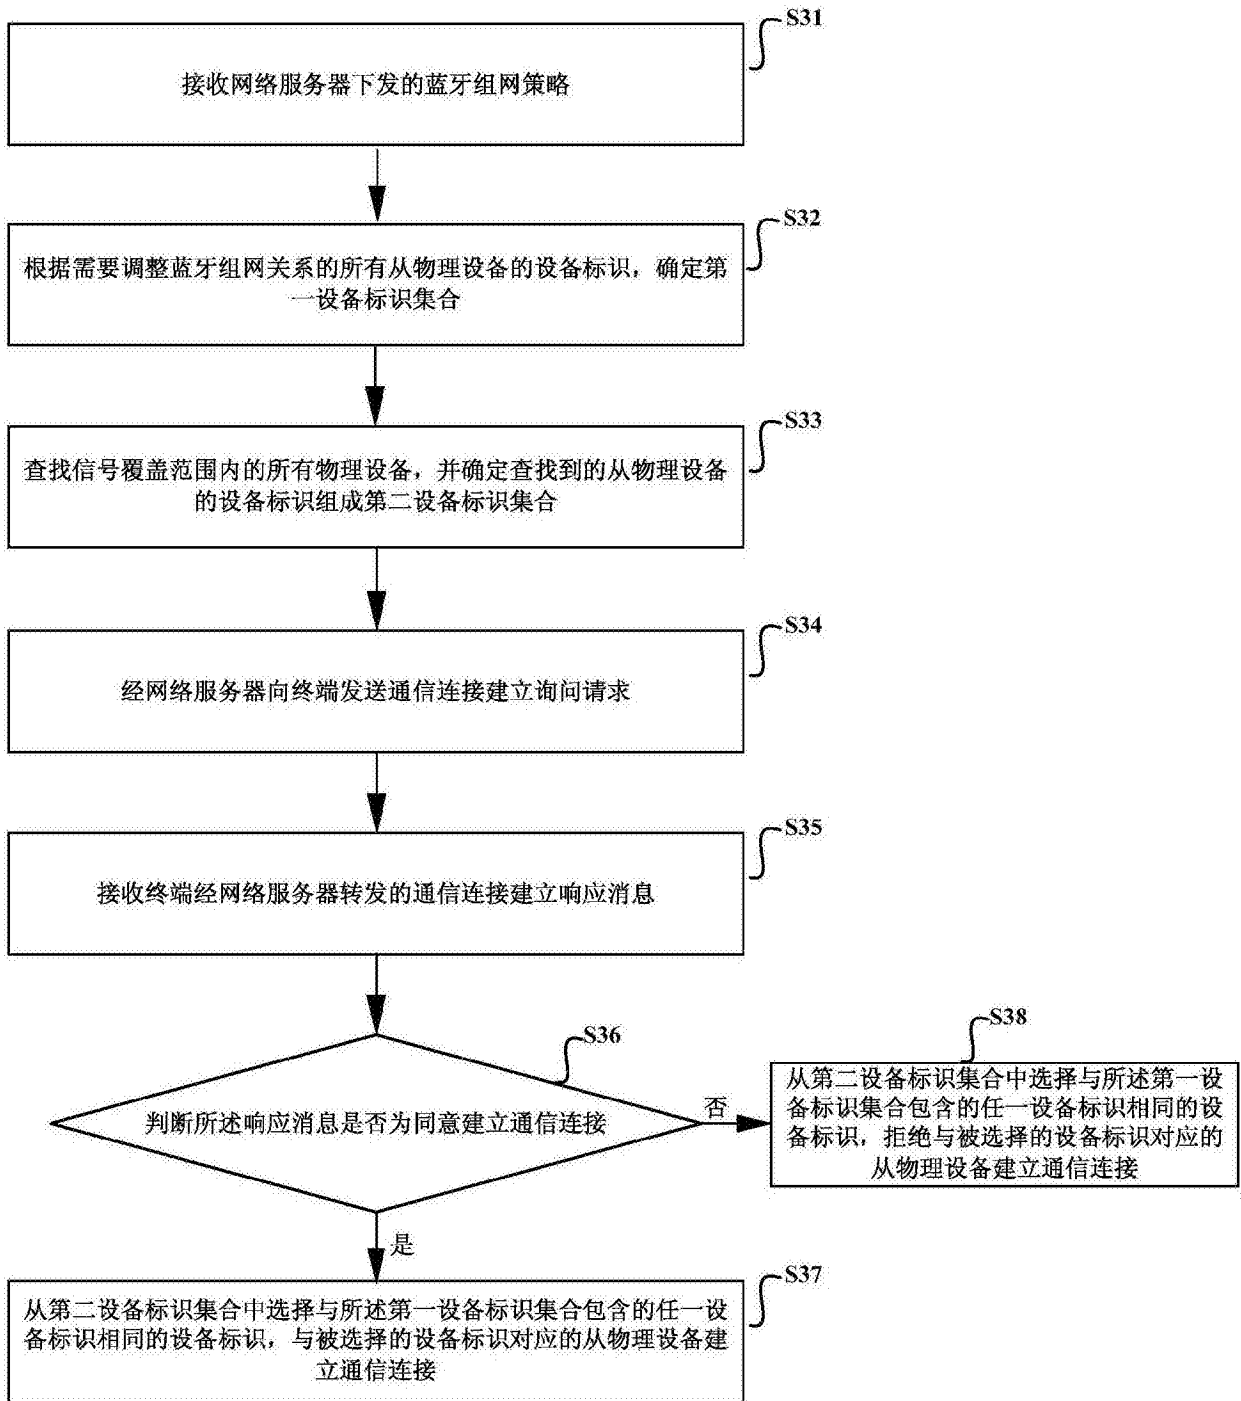 S31
接收网络服务器下发的蓝牙组网策略
S32
根据需要调整蓝牙组网关系的所有从物理设备的设备标识，确定第
一设备标识集合
S33
查找信号覆盖范围内的所有物理设备，并确定查找到的从物理设备
的设备标识组成第二设备标识集合
S34
经网络服务器向终端发送通信连接建立询问请求
S35
接收终端经网络服务器转发的通信连接建立响应消息
S36
判断所述响应消息是否为同意建立通信连接
否
S38
从第二设备标识集合中选择与所述第一设
备标识集合包含的任一设备标识相同的设
备标识，拒绝与被选择的设备标识对应的
从物理设备建立通信连接
是
S37
从第二设备标识集合中选择与所述第一设备标识集合包含的任一设
备标识相同的设备标识，与被选择的设备标识对应的从物理设备建
立通信连接